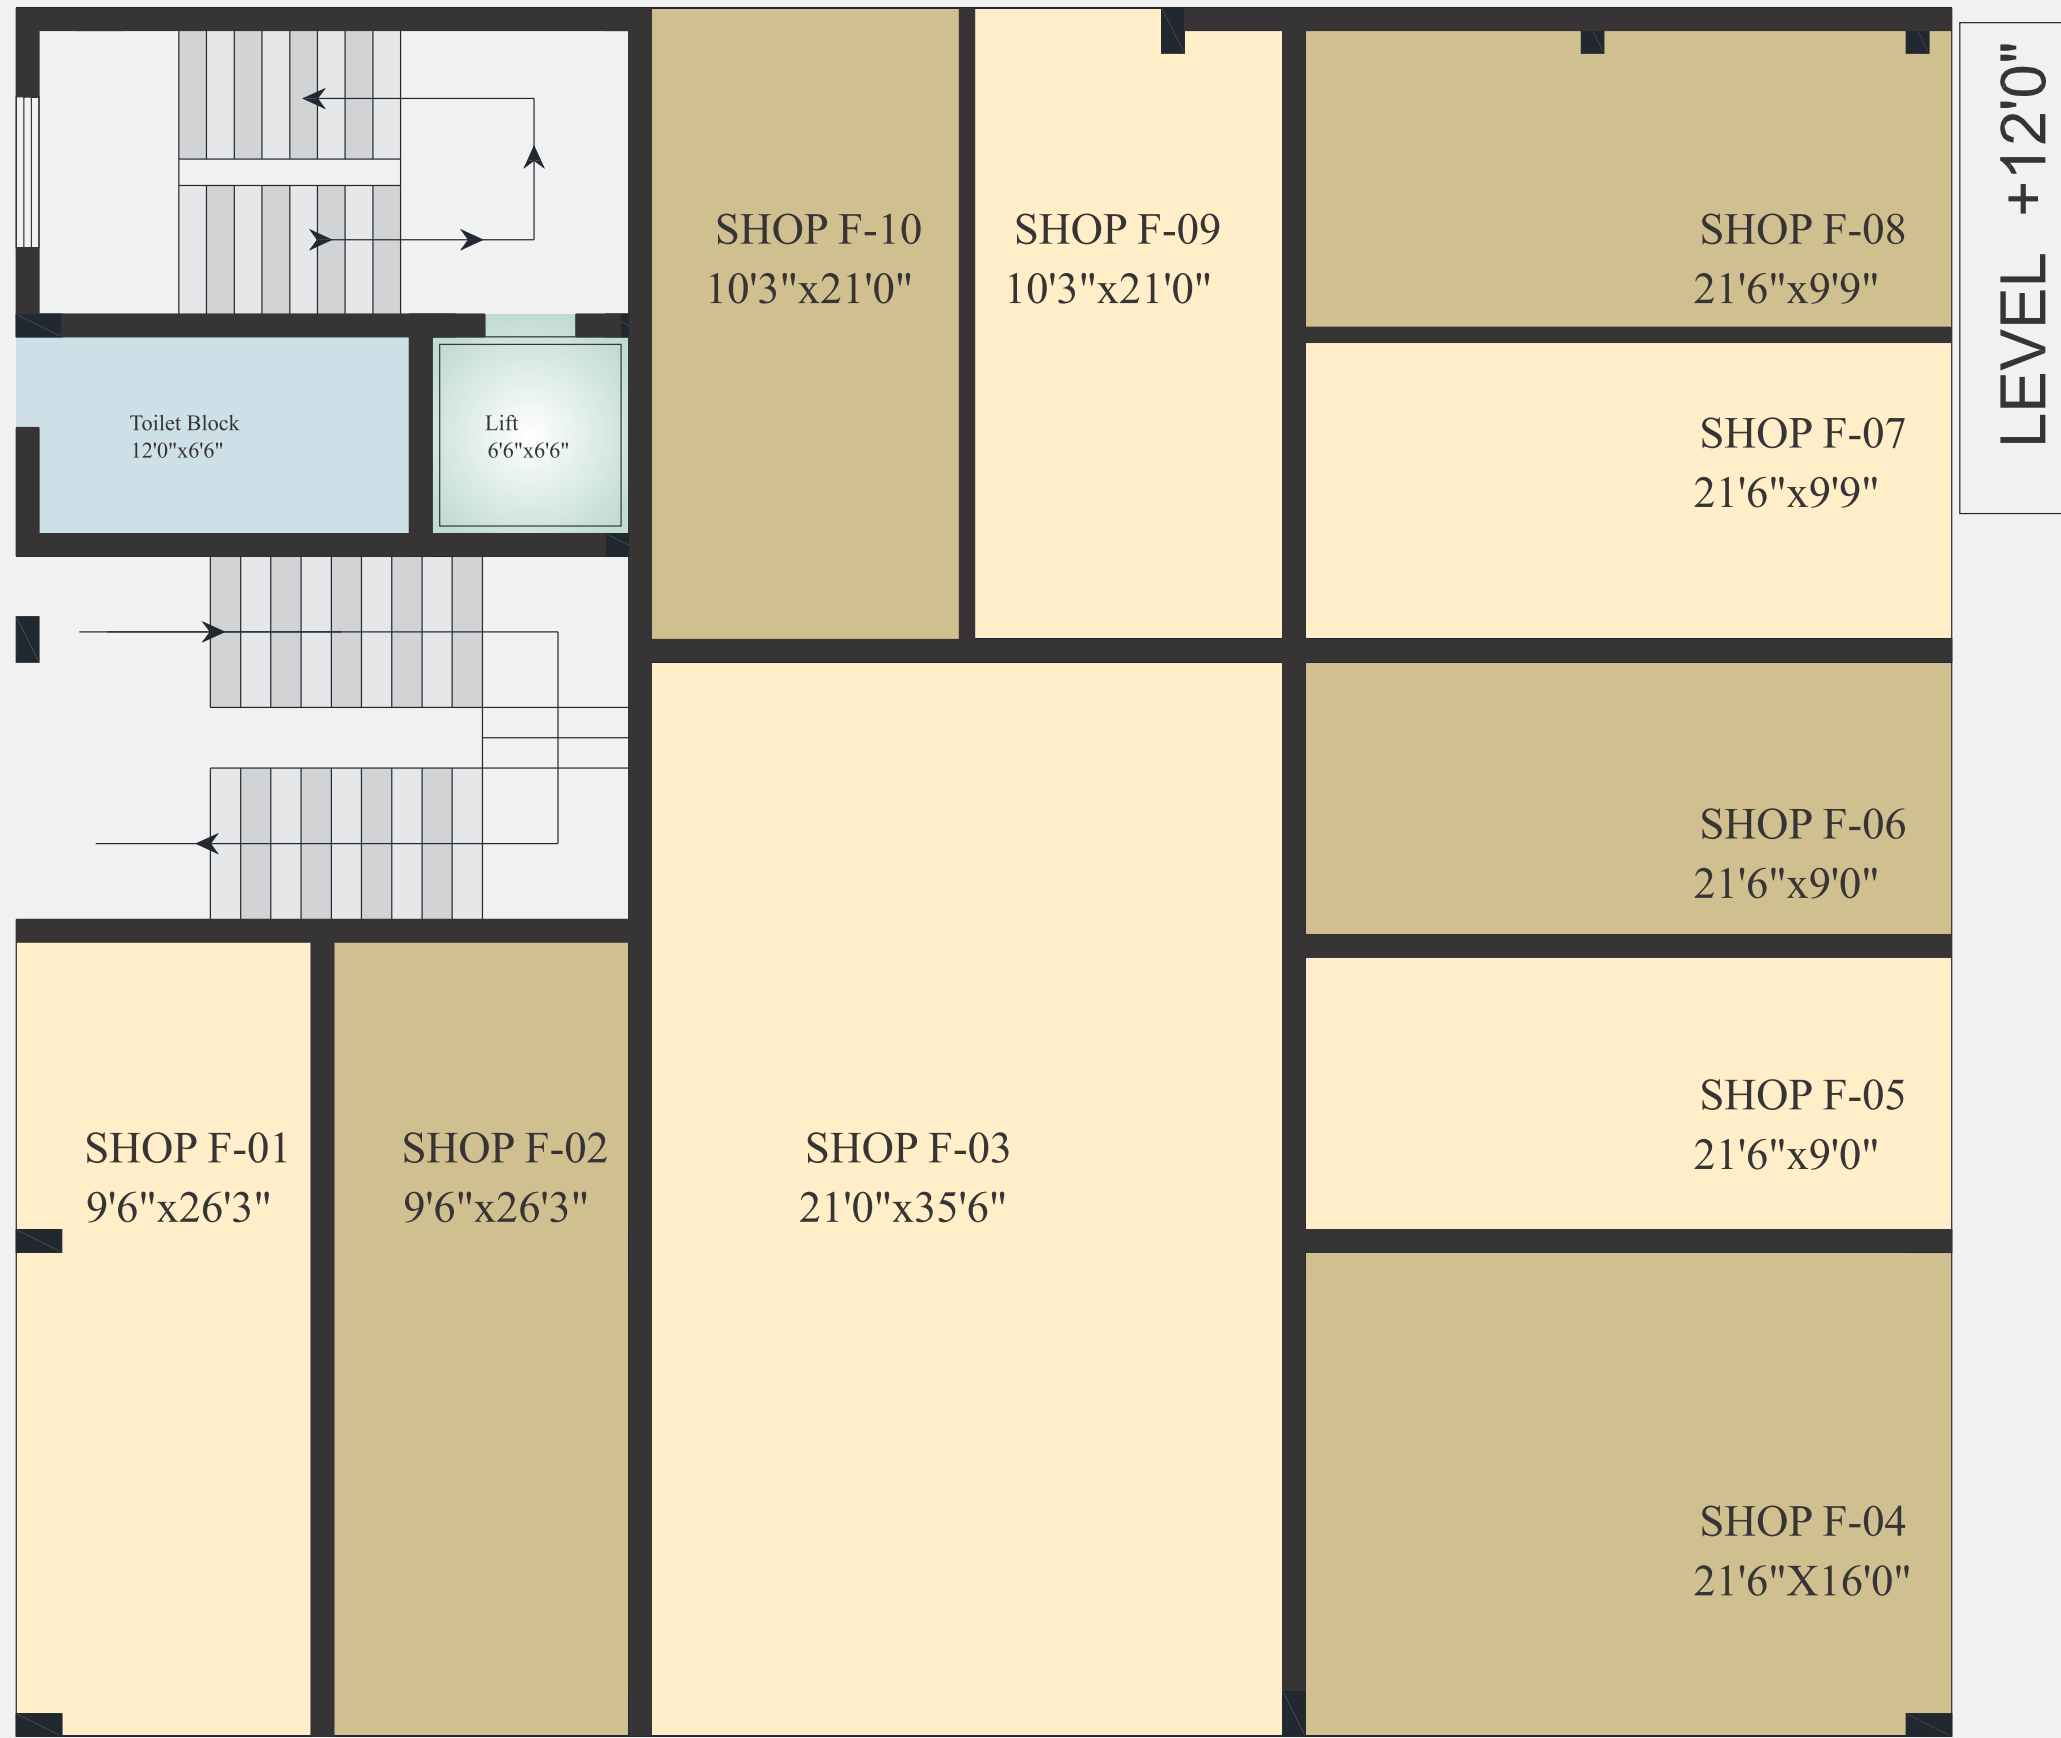 SHOP F-10
10'3"x21'0"
SHOP F-09
10'3"x21'0"
SHOP F-08
21'6"x9'9"
LEVEL +12'0"
Toilet Block
12'0"x6'6"
Lift
6'6"x6'6"
SHOP F-07
21'6"x9'9"
SHOP F-06
21'6"x9'0"
SHOP F-05
21'6"x9'0"
SHOP F-01
9'6"x26'3"
SHOP F-02
9'6"x26'3"
SHOP F-03
21'0"x35'6"
SHOP F-04
21'6"X16'0"